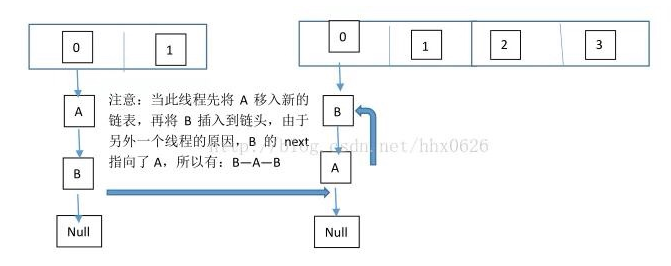 0
1
0
1
2
3
A
B
Null
注意：当此线程先将 A 移入新的
链表，再将 B 插入到链头，由于
另外一个线程的原因，B 的 next
指向了 A，所以有：B—A—B
http://blog.csdn.net/hhx0626
B
A
Null